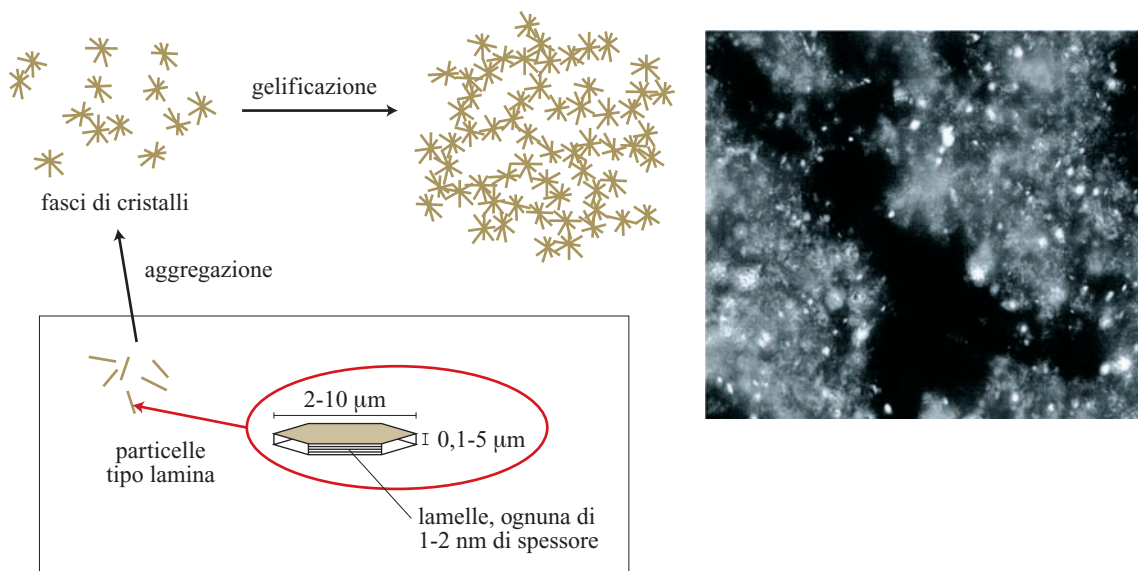 gelificazione
fasci di cristalli
aggregazione
2-10 μm
0,1-5 μm
particelle
tipo lamina
lamelle, ognuna di
1-2 nm di spessore